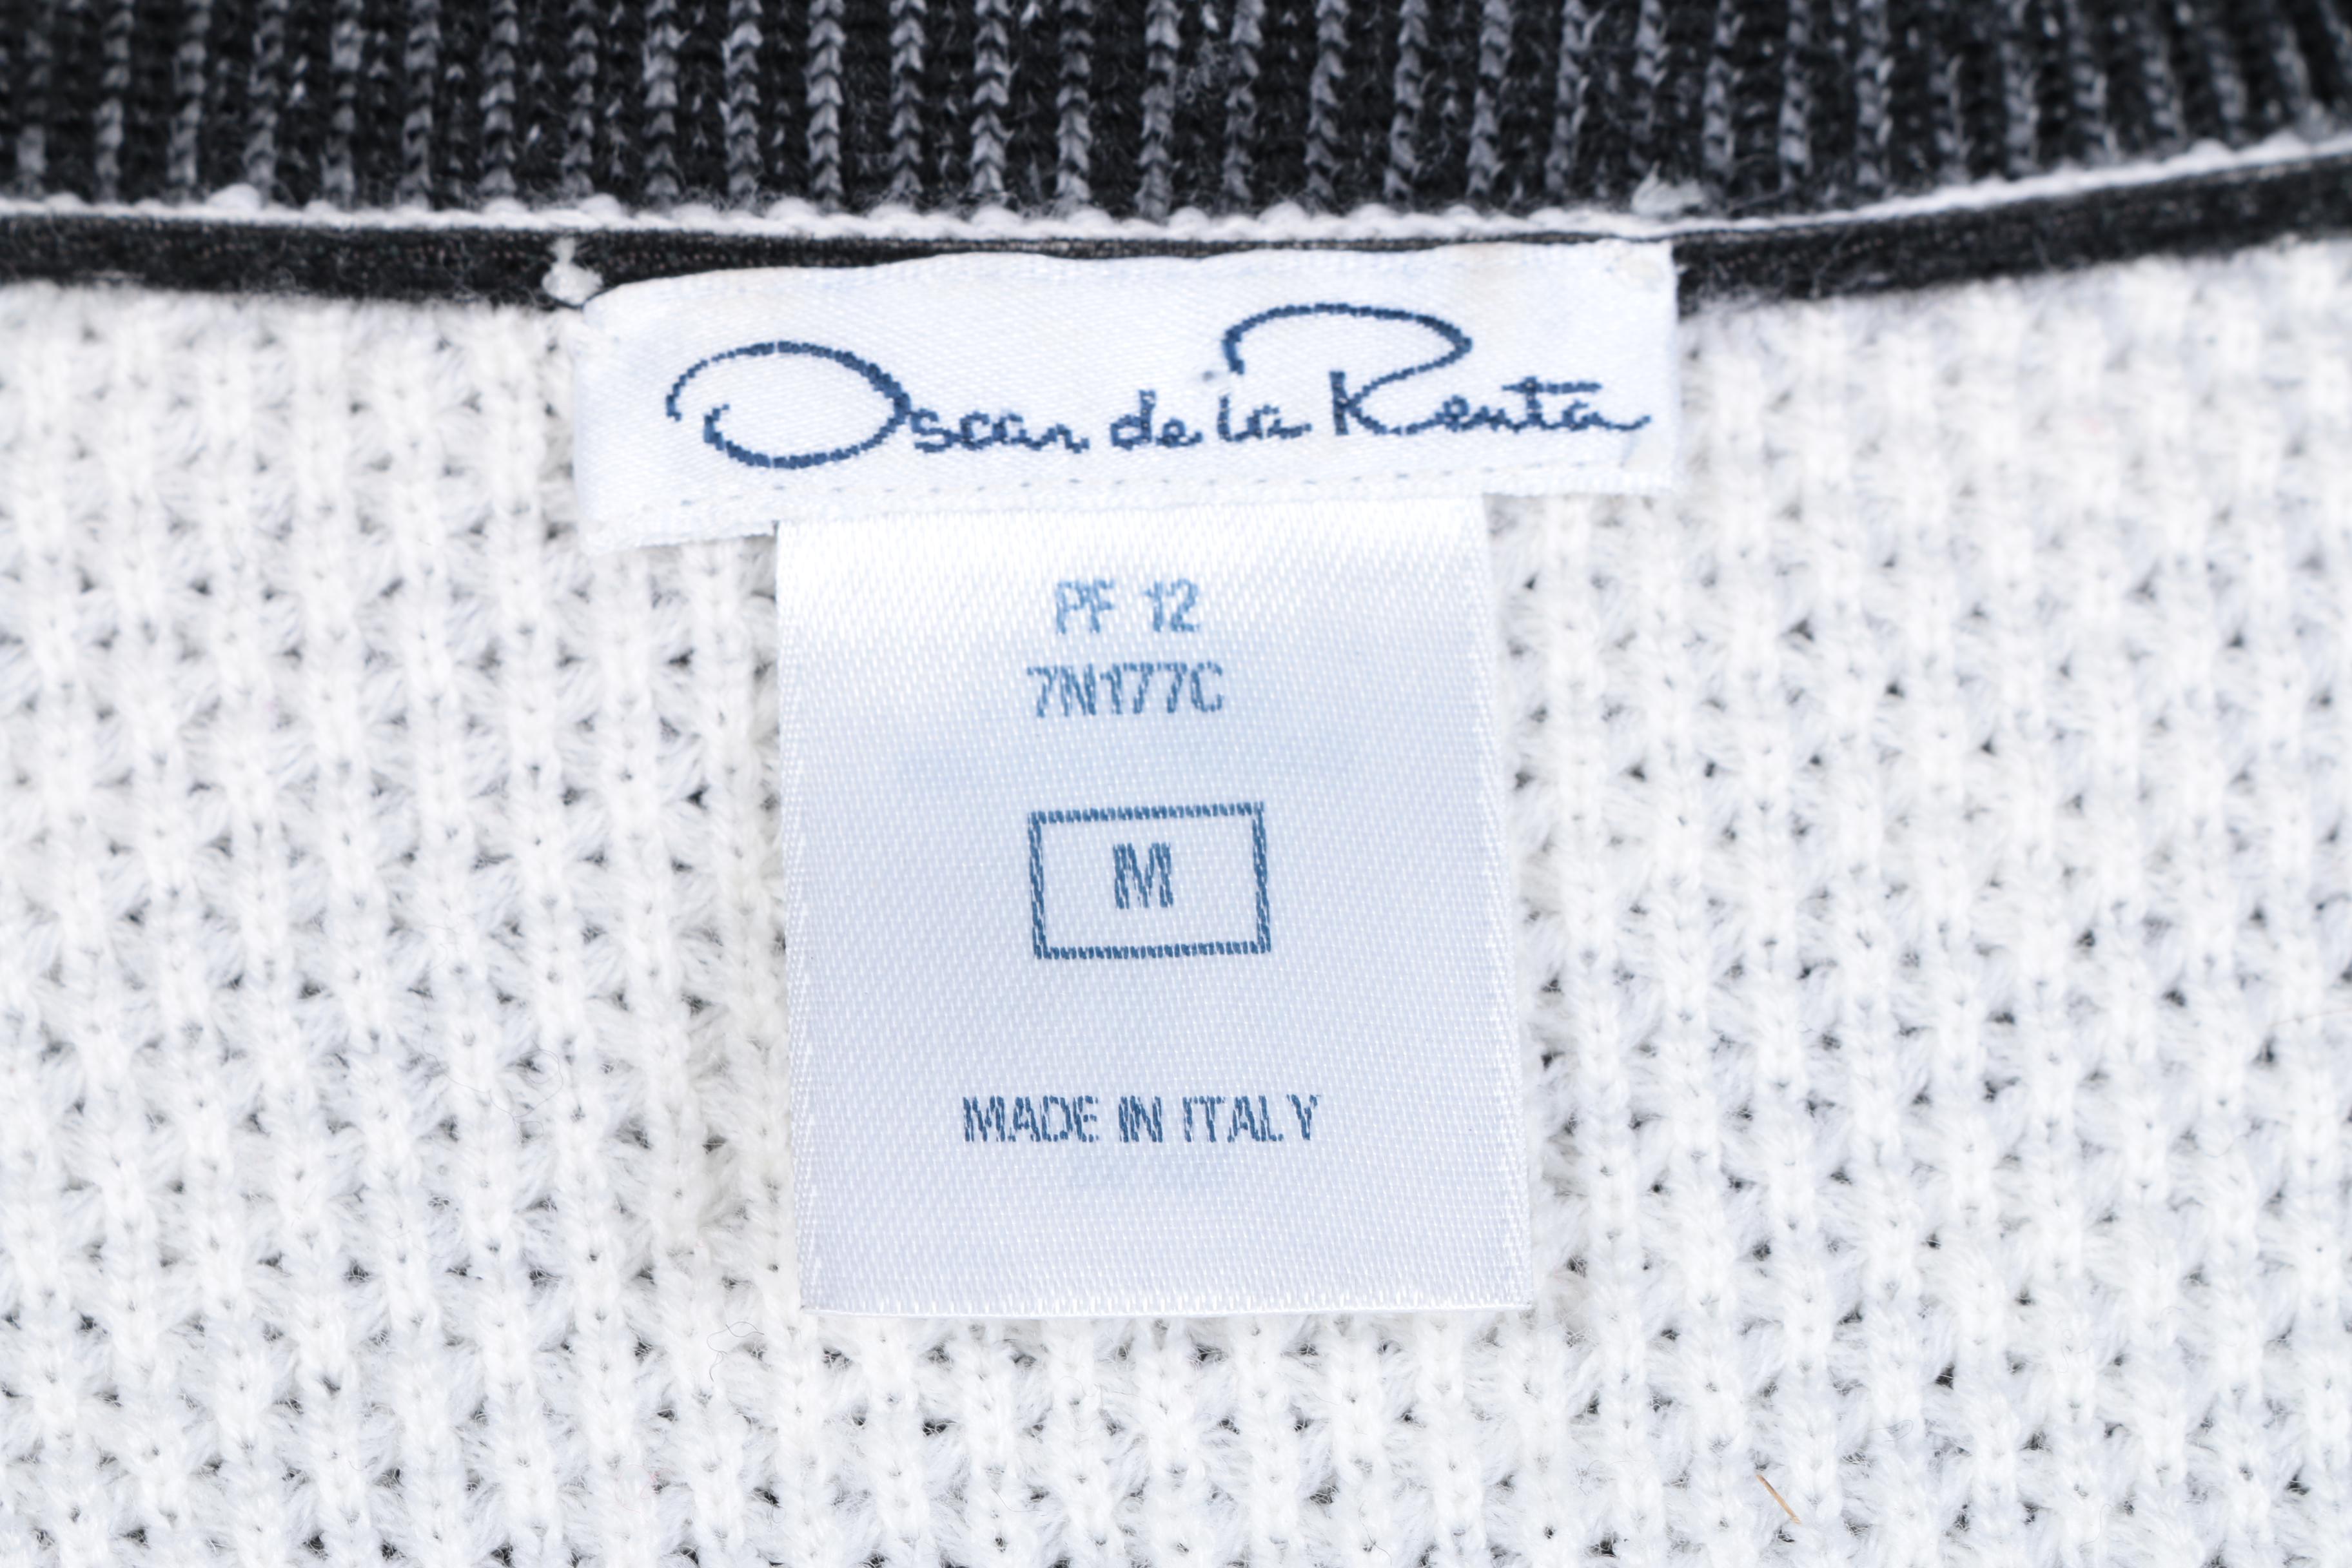 Oscar de la Renta
PF 12
7N177C
M
MADE IN ITALY